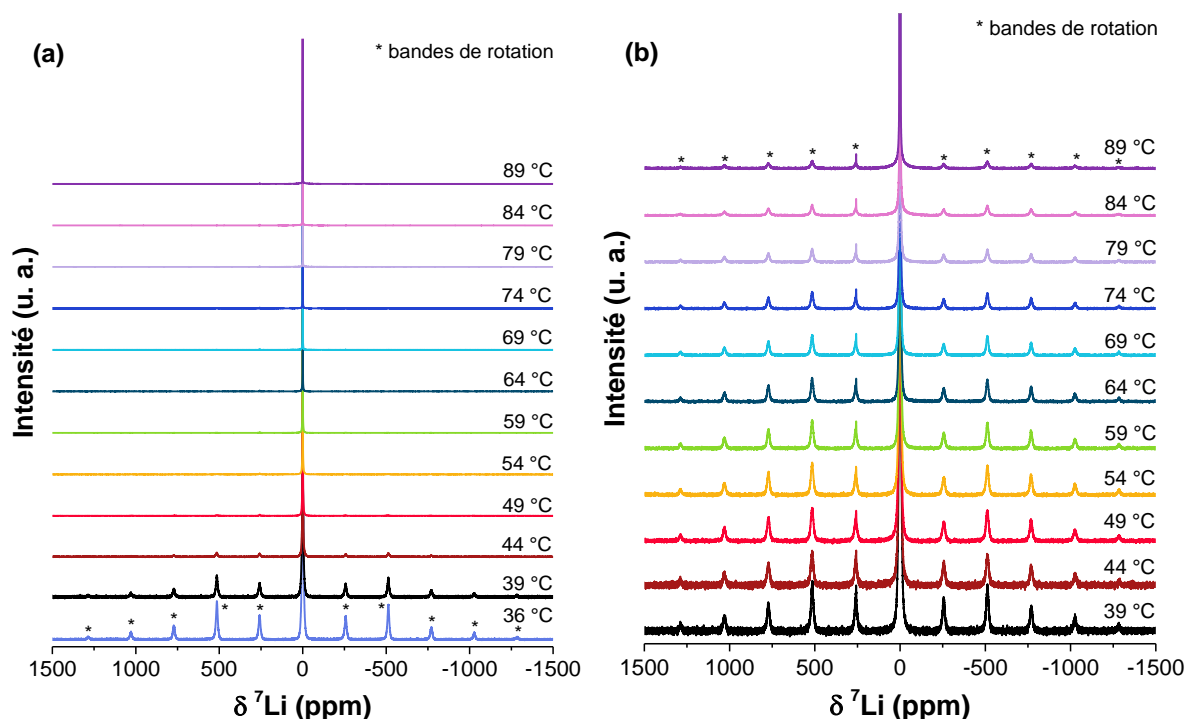 (a)
* bandes de rotation
89 °C
84 °C
79 °C
74 °C
69 °C
64 °C
59 °C
54 °C
49 °C
44 °C
39 °C
36 °C
* * * * * * * * * *
Intensité (u. a.)
1500 1000 500 0 -500 -1000 -1500
δ ⁷Li (ppm)
(b)
* bandes de rotation
* * * * * * * * * *
89 °C
84 °C
79 °C
74 °C
69 °C
64 °C
59 °C
54 °C
49 °C
44 °C
39 °C
Intensité (u. a.)
1500 1000 500 0 -500 -1000 -1500
δ ⁷Li (ppm)